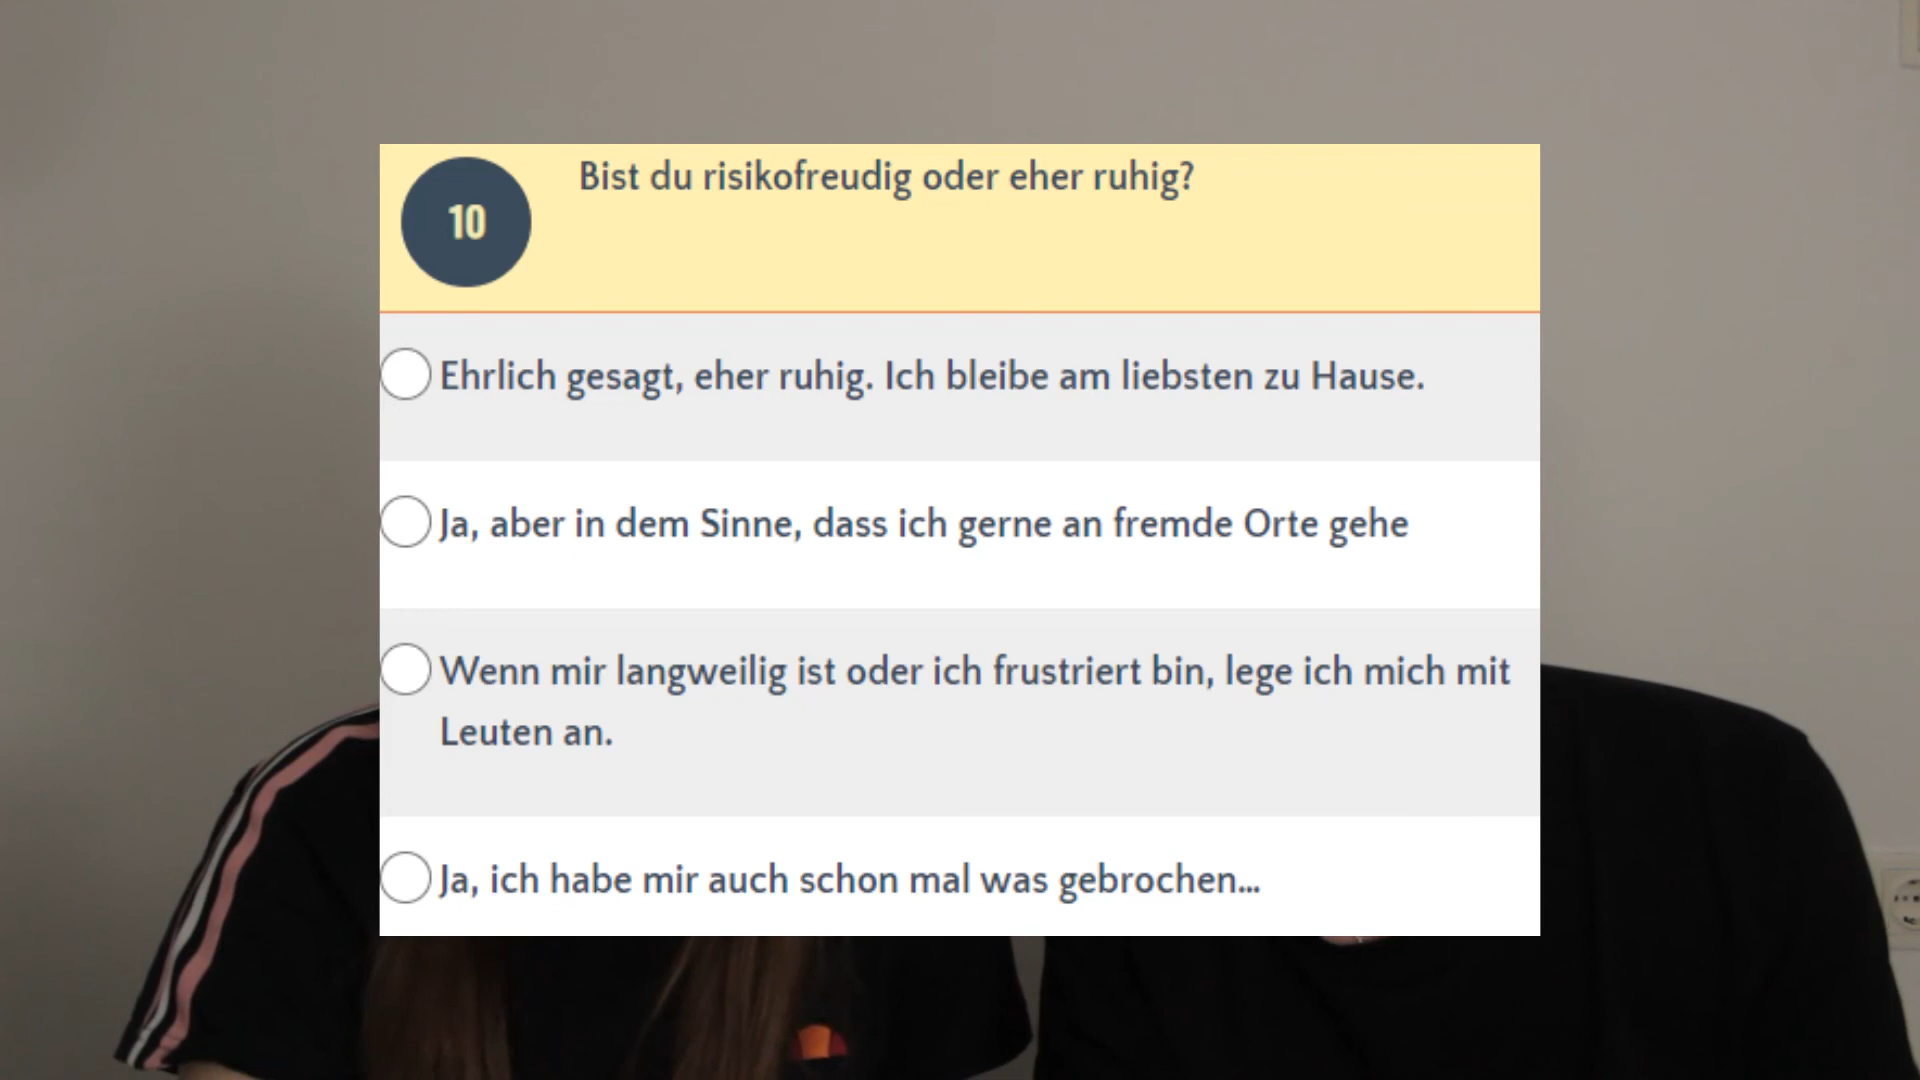 10
Bist du risikofreudig oder eher ruhig?
Ehrlich gesagt, eher ruhig. Ich bleibe am liebsten zu Hause.
Ja, aber in dem Sinne, dass ich gerne an fremde Orte gehe
Wenn mir langweilig ist oder ich frustriert bin, lege ich mich mit
Leuten an.
Ja, ich habe mir auch schon mal was gebrochen...